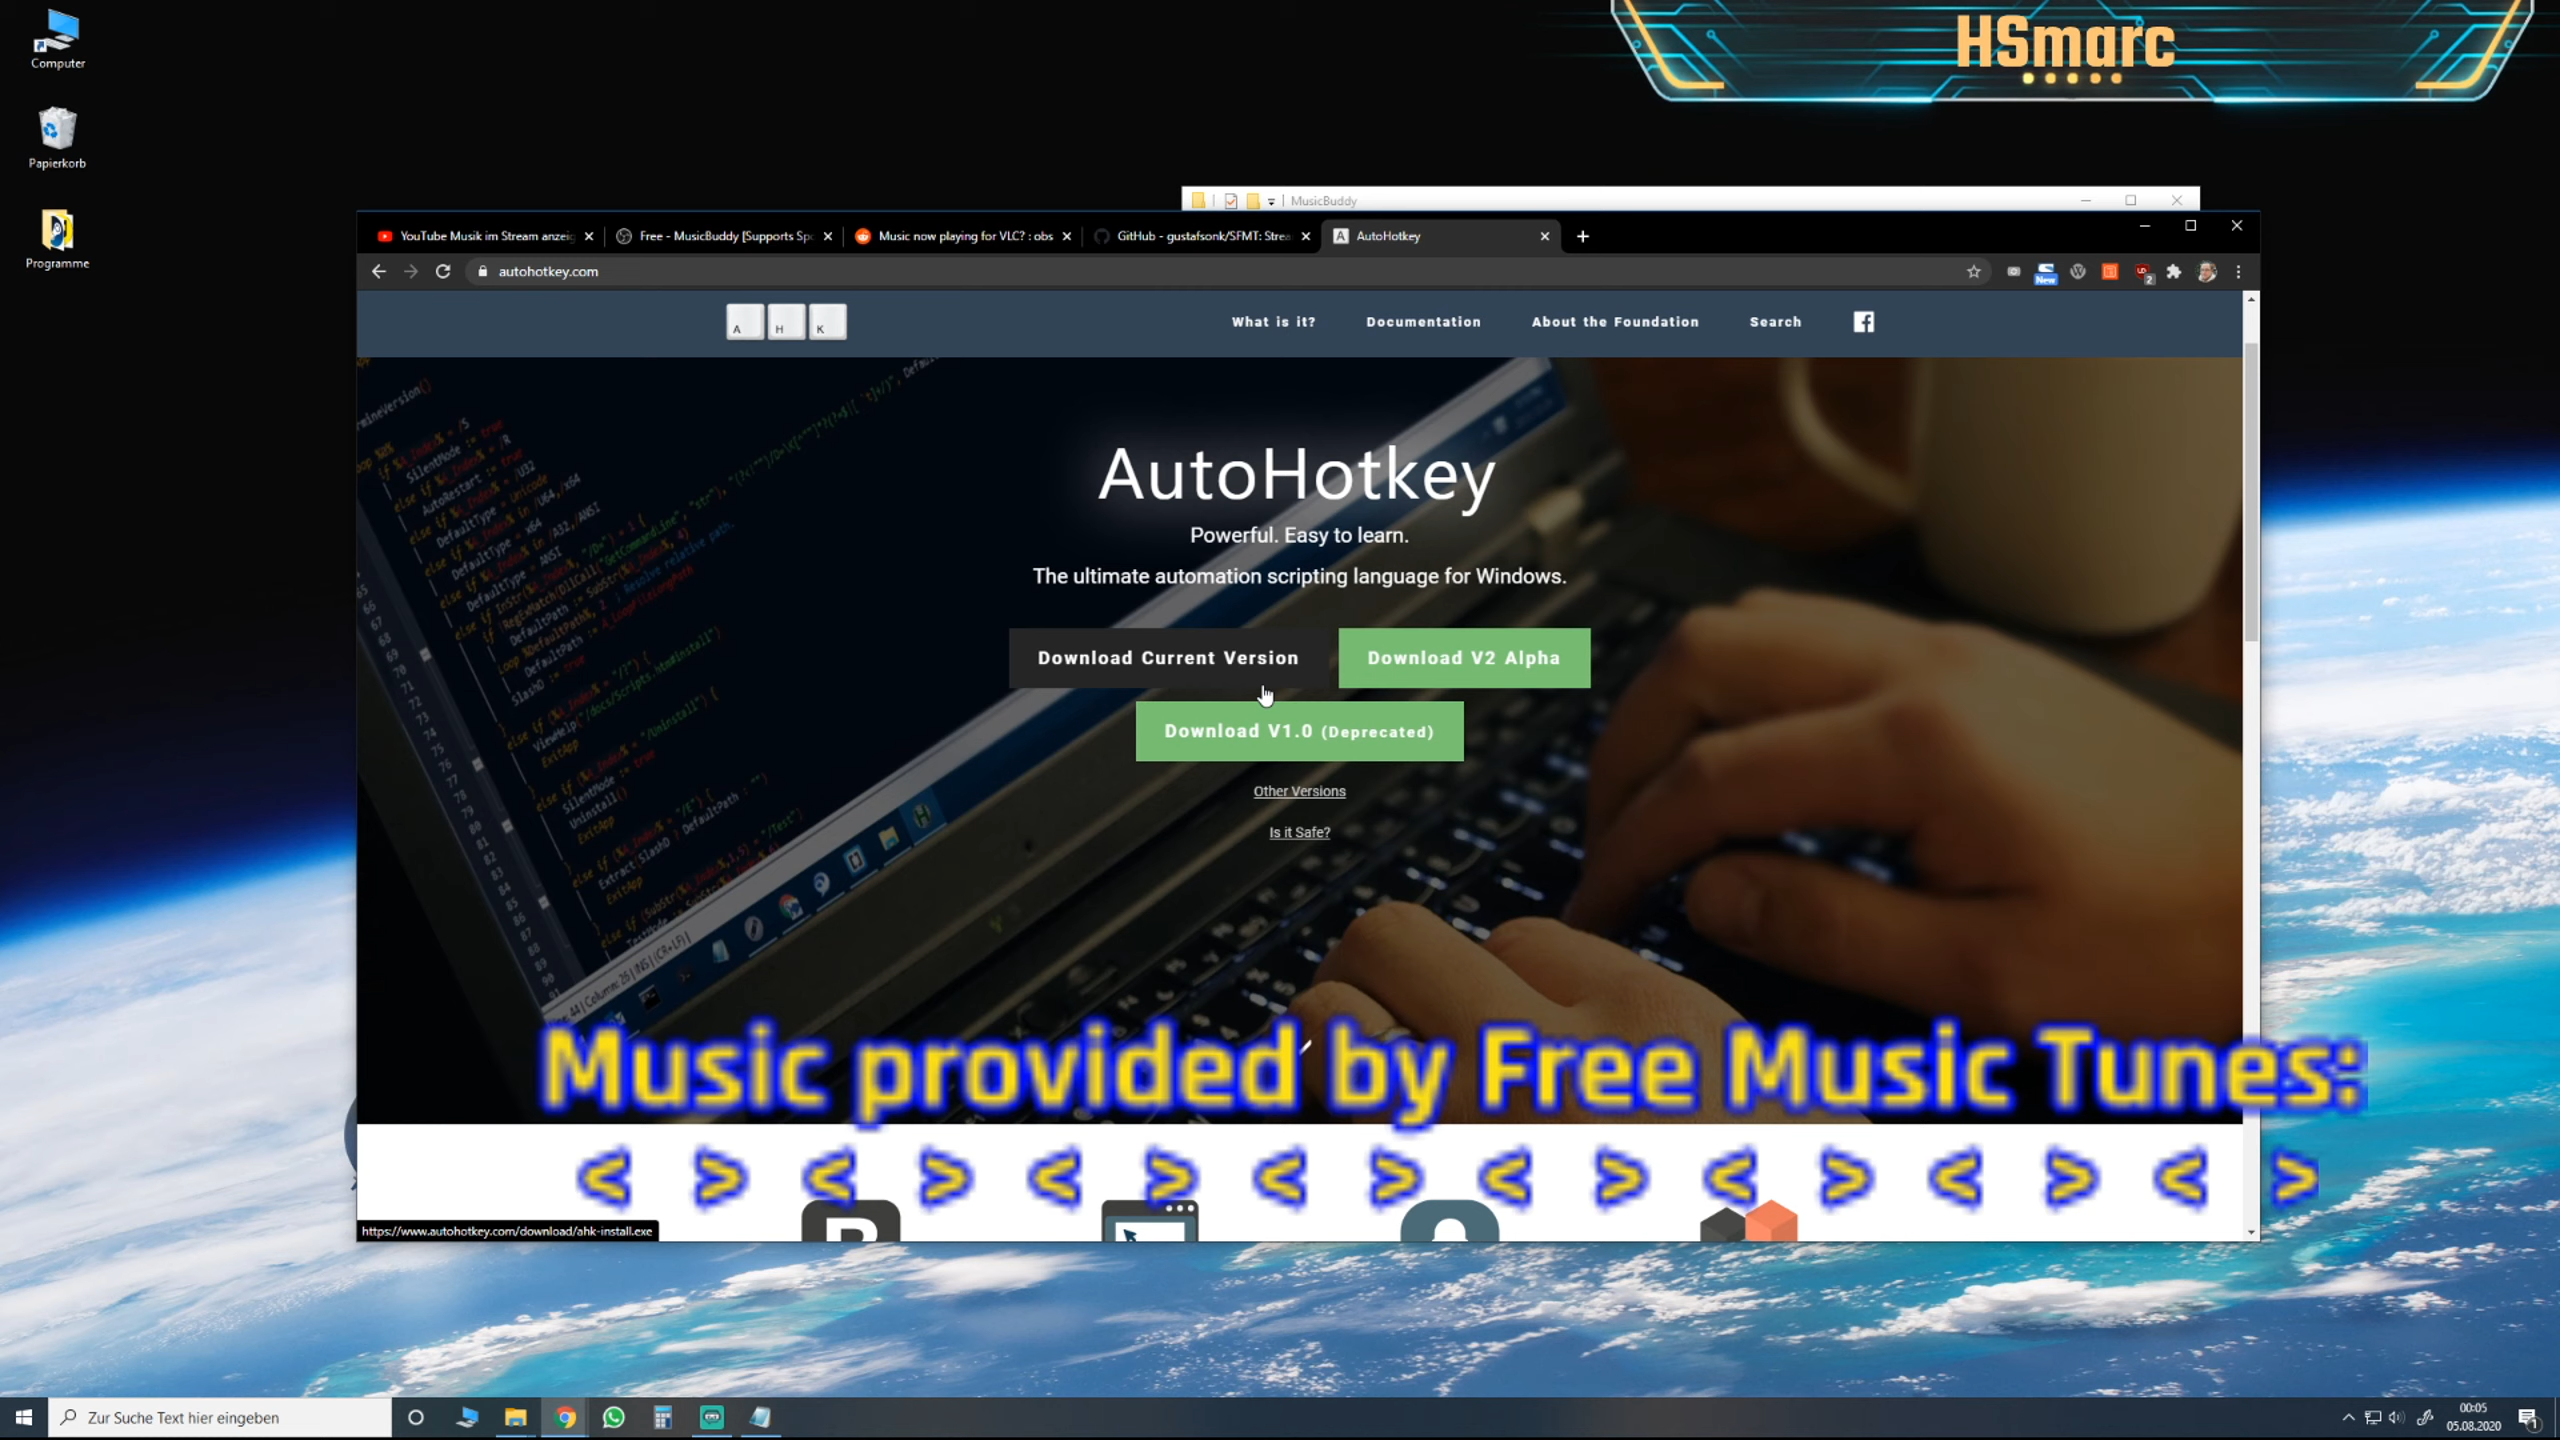 HSmarc
Computer
Papierkorb
Programme
MusicBuddy
YouTube Musik im Stream anzeig
Free - MusicBuddy [Supports Sp
Music now playing for VLC? : obs
GitHub - gustafsonk/SFMT: Strea
AutoHotkey
autohotkey.com
New
2
A H K
What is it?
Documentation
About the Foundation
Search
AutoHotkey
Powerful. Easy to learn.
The ultimate automation scripting language for Windows.
Download Current Version
Download V2 Alpha
Download V1.0 (Deprecated)
Other Versions
Is it Safe?
Music provided by Free Music Tunes:
< > < > < > < > < > < > < > < >
https://www.autohotkey.com/download/ahk-install.exe
Zur Suche Text hier eingeben
00:05
05.08.2020
1